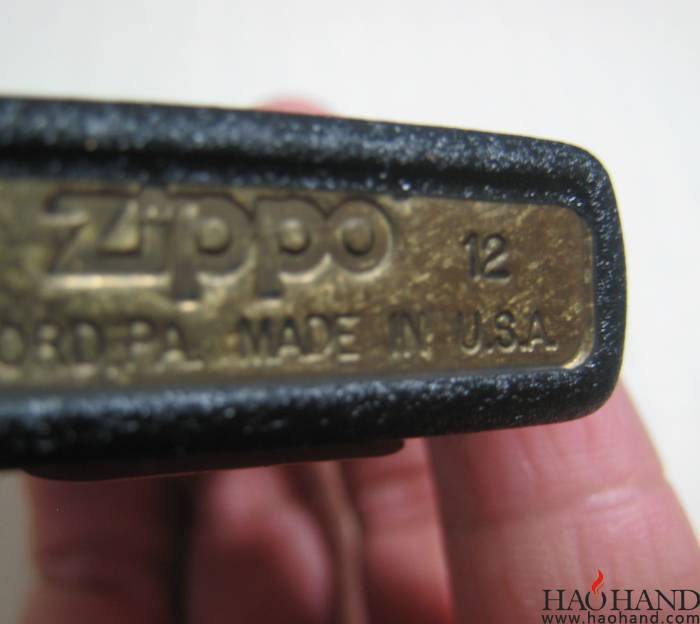 zippo 12
ORD, PA. MADE IN U.S.A.
HAOHAND
www.haohand.com